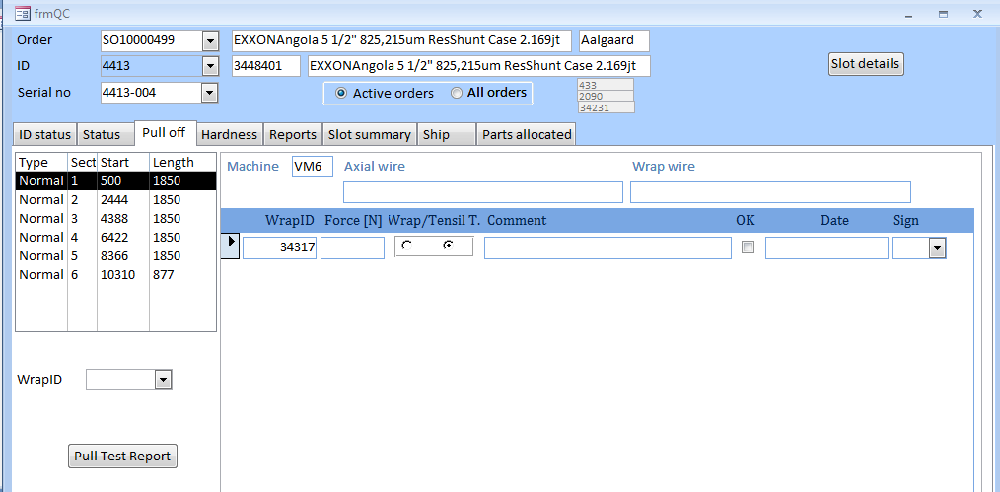 frmQC
Order SO10000499 EXXONAngola 5 1/2" 825,215um ResShunt Case 2.169jt Aalgaard
ID 4413 3448401 EXXONAngola 5 1/2" 825,215um ResShunt Case 2.169jt Slot details
Serial no 4413-004 Active orders All orders 433
2090
34231
ID status Status Pull off Hardness Reports Slot summary Ship Parts allocated
Type Sect Start Length Machine VM6 Axial wire Wrap wire
Normal 1 500 1850
Normal 2 2444 1850
Normal 3 4388 1850
Normal 4 6422 1850
Normal 5 8366 1850
Normal 6 10310 877
WrapID Force [N] Wrap/Tensil T. Comment OK Date Sign
34317
WrapID
Pull Test Report